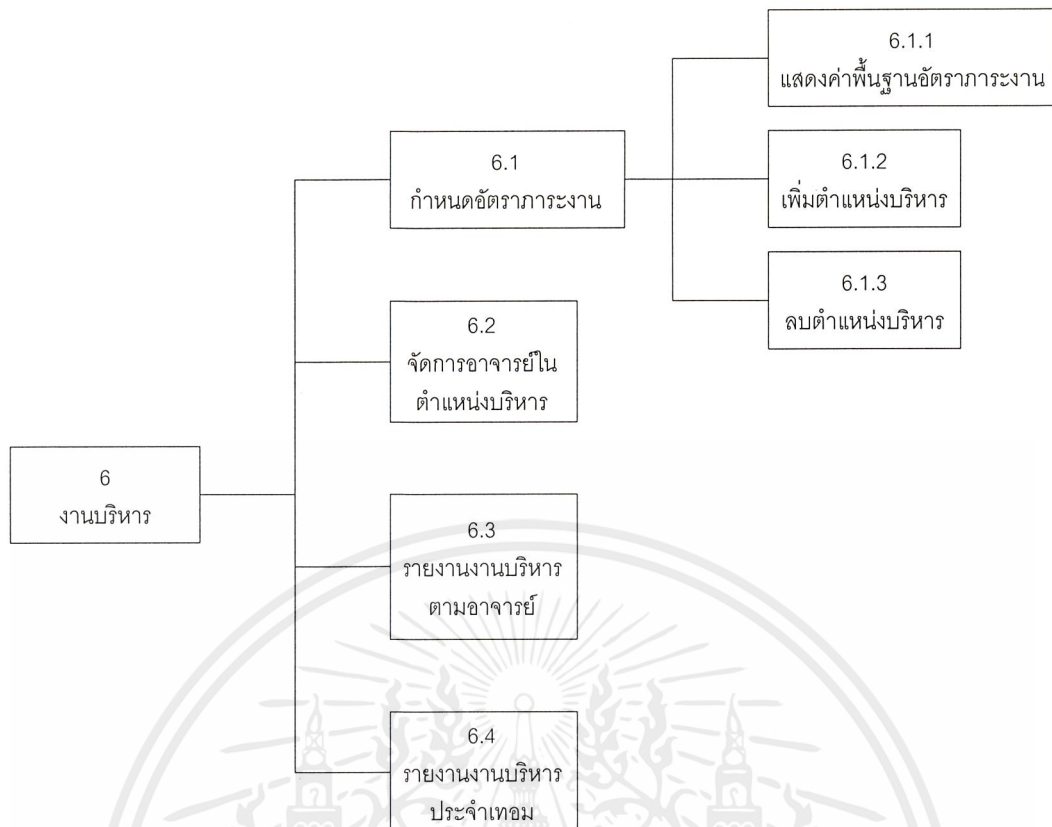 6.1.1
แสดงค่าพื้นฐานอัตราภาระงาน
6.1
กำหนดอัตราภาระงาน
6.1.2
เพิ่มตำแหน่งบริหาร
6.1.3
ลบตำแหน่งบริหาร
6.2
จัดการอาจารย์ใน
ตำแหน่งบริหาร
6
งานบริหาร
6.3
รายงานงานบริหาร
ตามอาจารย์
6.4
รายงานงานบริหาร
ประจำเทอม